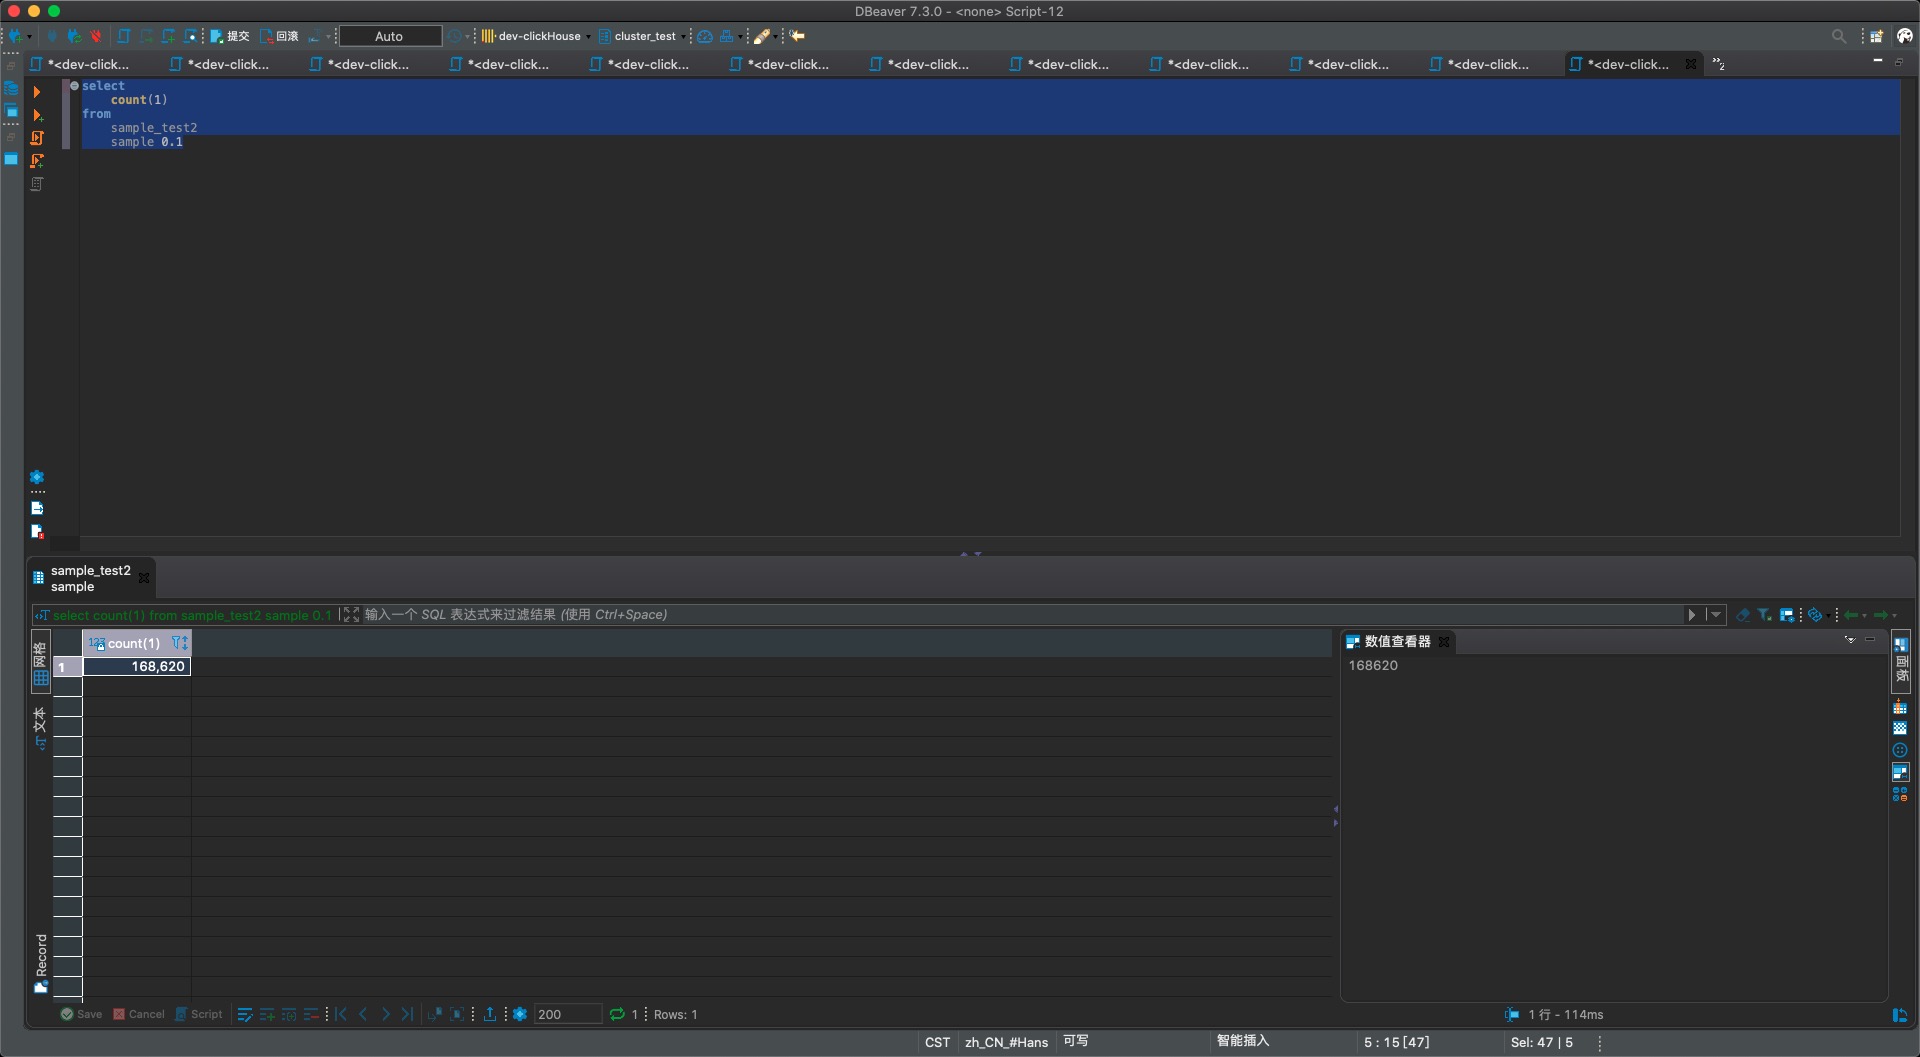 DBeaver 7.3.0 - <none> Script-12
提交 回滚 Auto dev-clickHouse cluster_test
*<dev-click... *<dev-click... *<dev-click... *<dev-click... *<dev-click... *<dev-click... *<dev-click... *<dev-click... *<dev-click... *<dev-click... *<dev-click... *<dev-click... »2
select
count(1)
from
sample_test2
sample 0.1
sample_test2
sample
select count(1) from sample_test2 sample 0.1 输入一个 SQL 表达式来过滤结果 (使用 Ctrl+Space)
网格
文本
Record
123 count(1)
1 168,620
数值查看器
168620
面板
Save Cancel Script 200 1 Rows: 1
1 行 - 114ms
CST zh_CN_#Hans 可写 智能插入 5 : 15 [47] Sel: 47 | 5